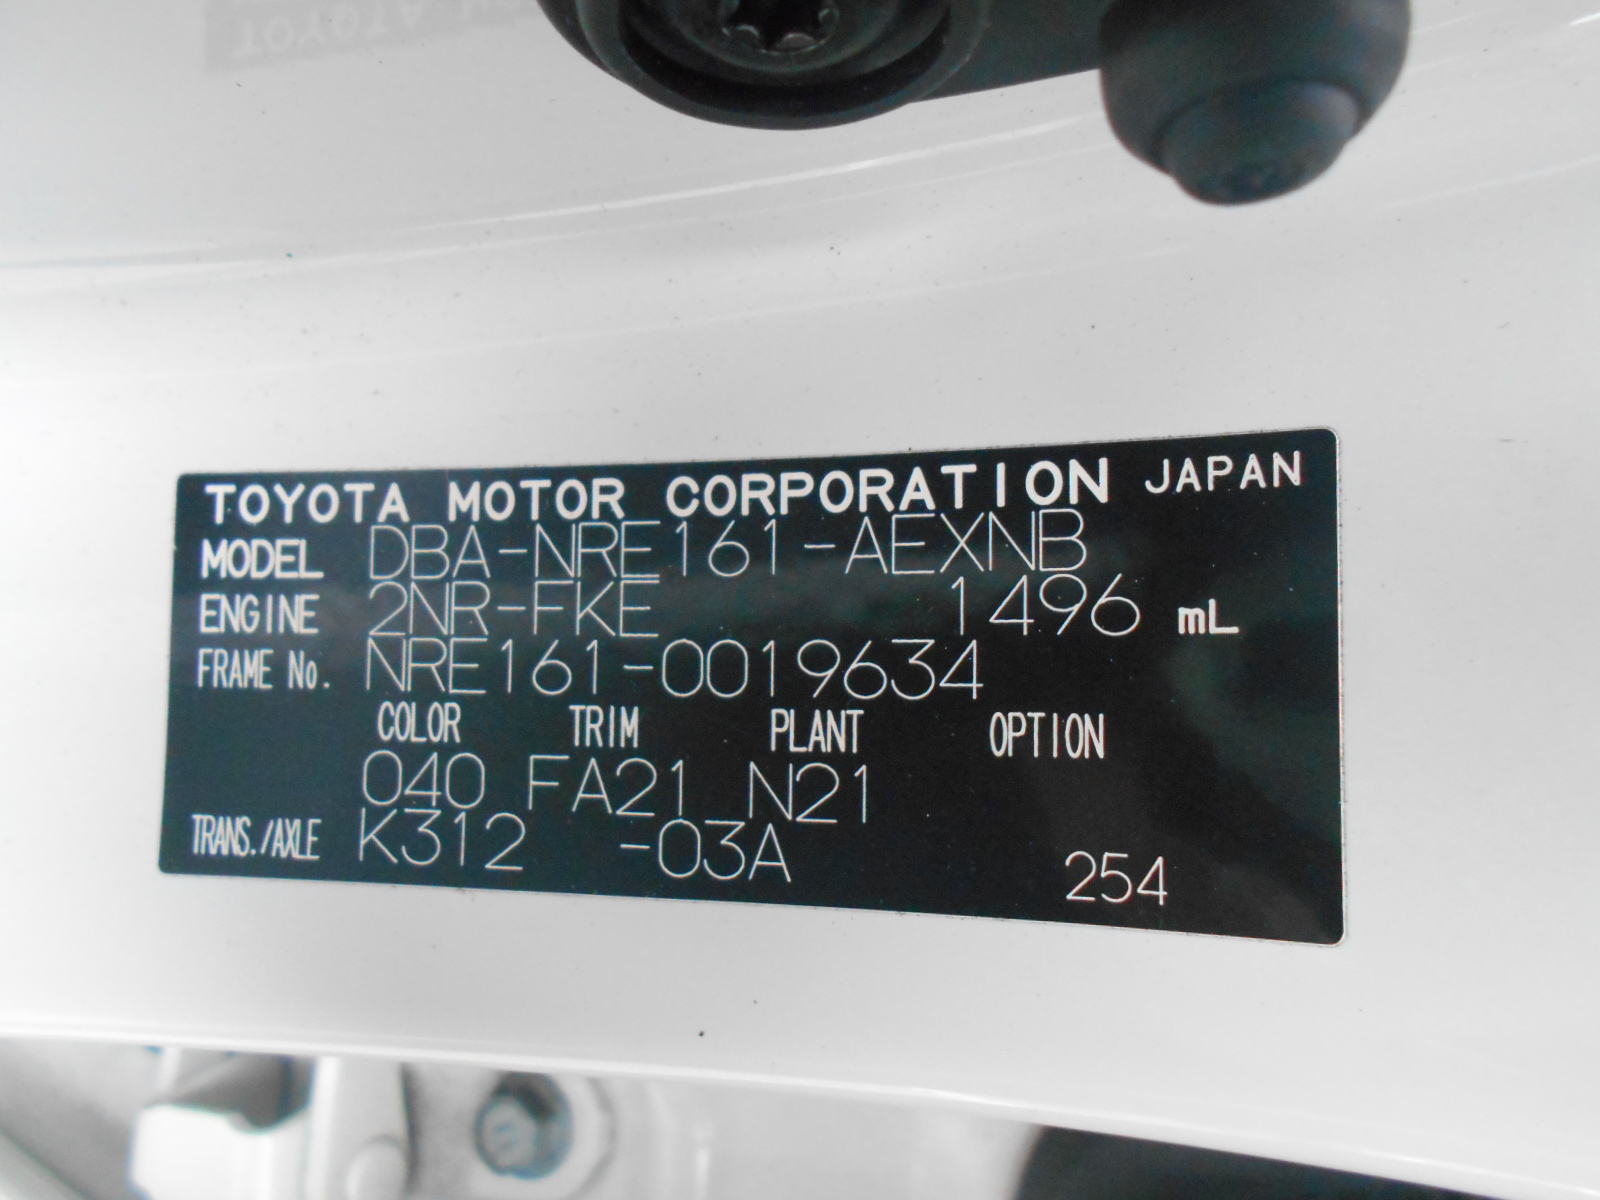 TOYOTA MOTOR CORPORATION JAPAN
MODEL DBA-NRE161-AEXNB
ENGINE 2NR-FKE 1496 mL
FRAME No. NRE161-0019634
COLOR TRIM PLANT OPTION
040 FA21 N21
TRANS./AXLE K312 -03A 254